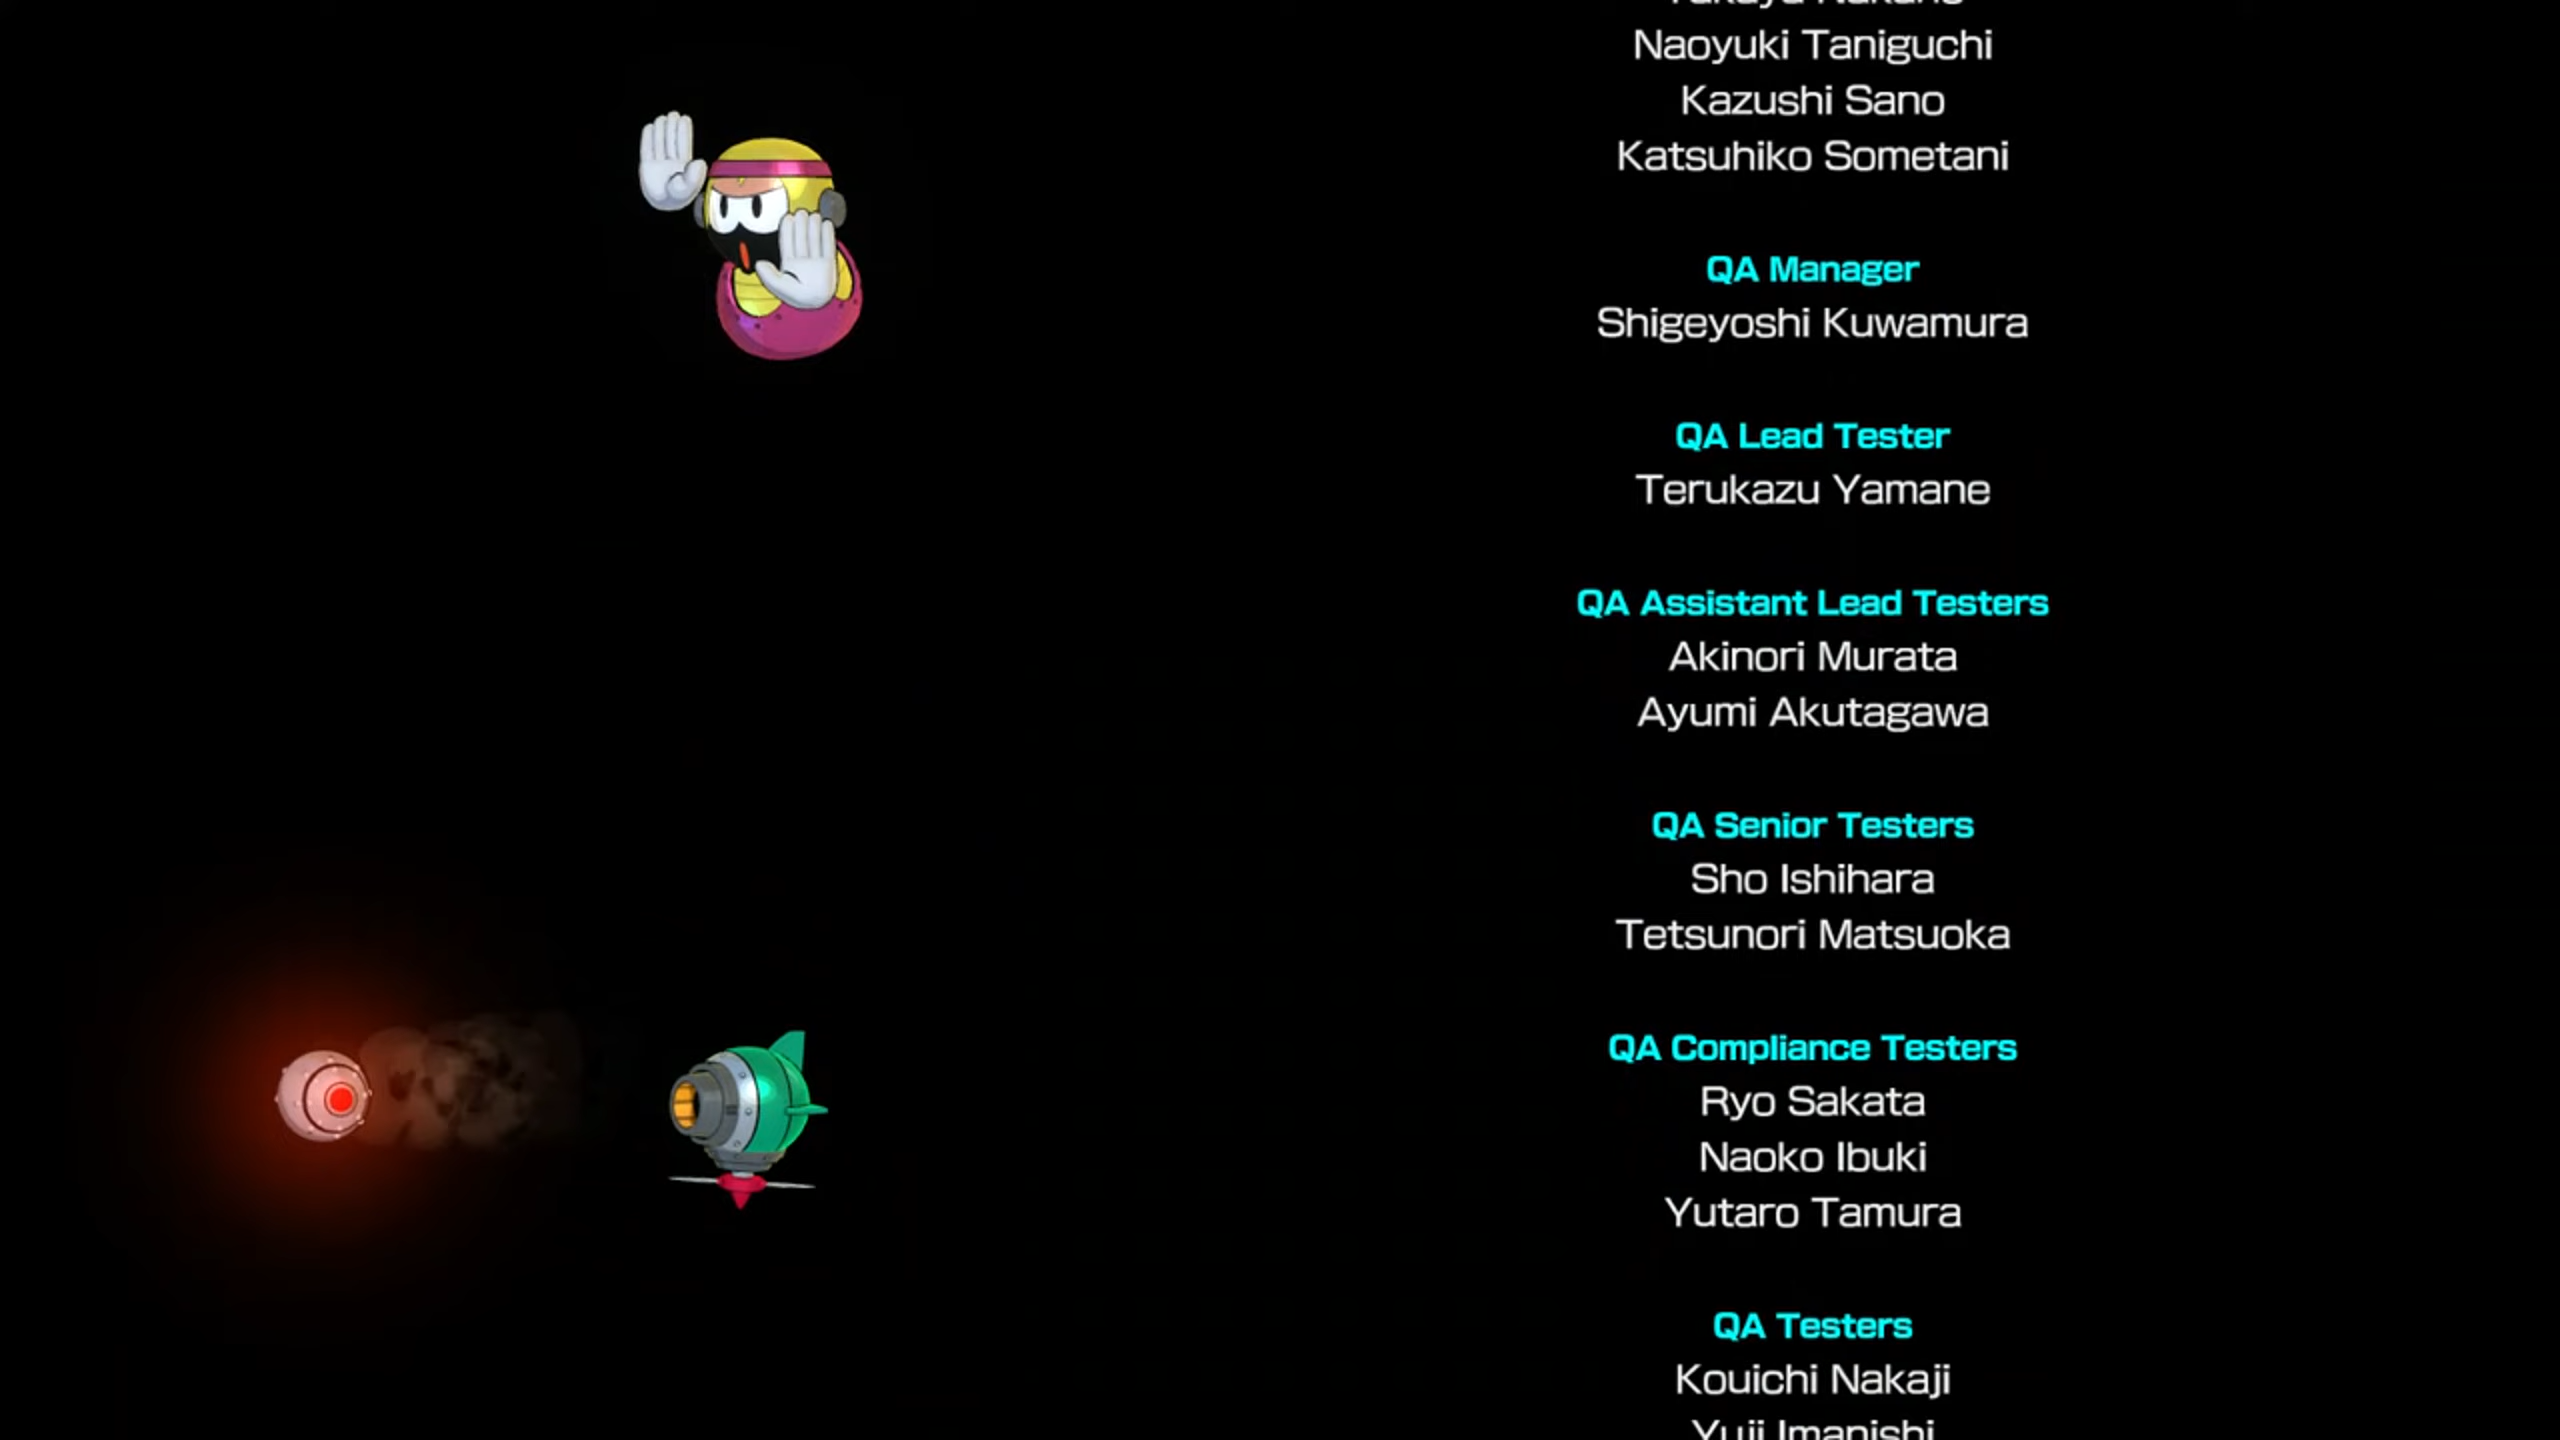 Naoyuki Taniguchi
Kazushi Sano
Katsuhiko Sometani
QA Manager
Shigeyoshi Kuwamura
QA Lead Tester
Terukazu Yamane
QA Assistant Lead Testers
Akinori Murata
Ayumi Akutagawa
QA Senior Testers
Sho Ishihara
Tetsunori Matsuoka
QA Compliance Testers
Ryo Sakata
Naoko Ibuki
Yutaro Tamura
QA Testers
Kouichi Nakaji
Yuji Imanishi